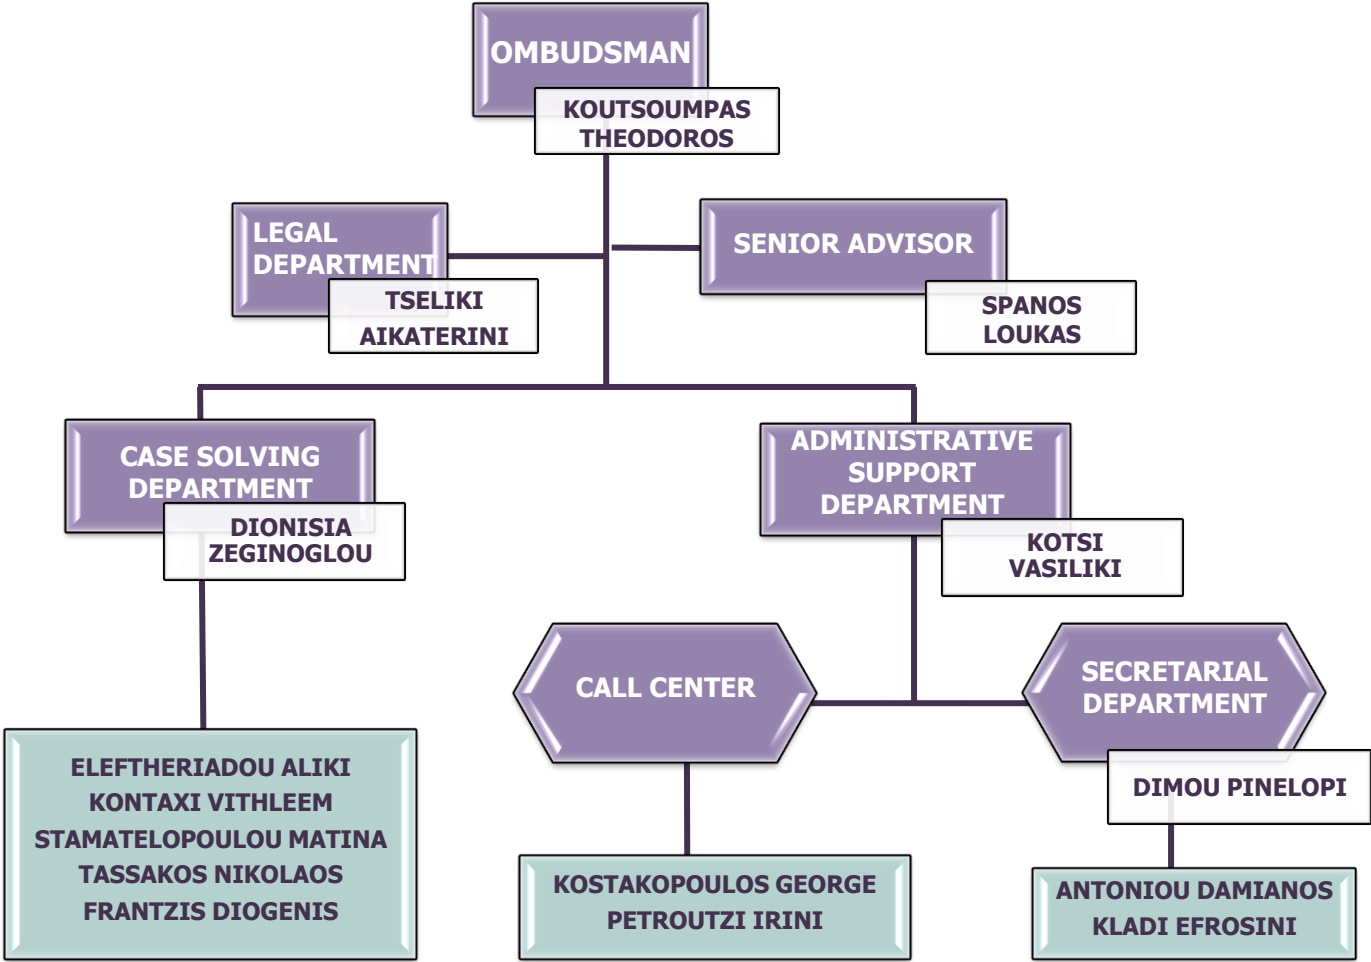 OMBUDSMAN
KOUTSOUMPAS
THEODOROS
LEGAL
DEPARTMENT
TSELIKI
AIKATERINI
SENIOR ADVISOR
SPANOS
LOUKAS
CASE SOLVING
DEPARTMENT
DIONISIA
ZEGINOGLOU
ADMINISTRATIVE
SUPPORT
DEPARTMENT
KOTSI
VASILIKI
CALL CENTER
SECRETARIAL
DEPARTMENT
DIMOU PINELOPI
ELEFTHERIADOU ALIKI
KONTAXI VITHLEEM
STAMATELOPOULOU MATINA
TASSAKOS NIKOLAOS
FRANTZIS DIOGENIS
KOSTAKOPOULOS GEORGE
PETROUTZI IRINI
ANTONIOU DAMIANOS
KLADI EFROSINI